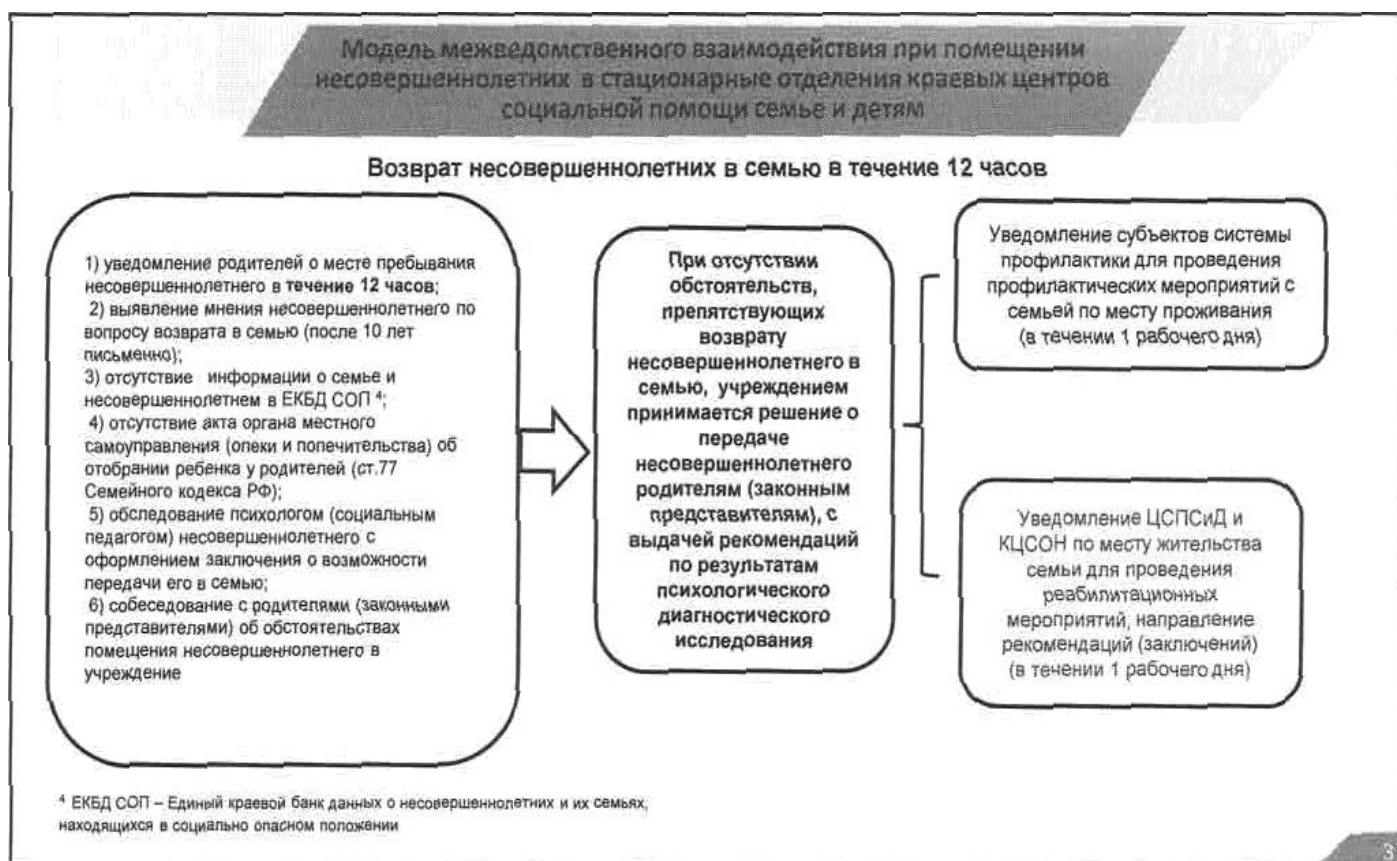 Модель межведомственного взаимодействия при помещении
несовершеннолетних в стационарные отделения краевых центров
социальной помощи семье и детям
Возврат несовершеннолетних в семью в течение 12 часов
1) уведомление родителей о месте пребывания
несовершеннолетнего в течение 12 часов;
2) выявление мнения несовершеннолетнего по
вопросу возврата в семью (после 10 лет
письменно);
3) отсутствие информации о семье и
несовершеннолетнем в ЕКБД СОП ⁴;
4) отсутствие акта органа местного
самоуправления (опеки и попечительства) об
отобрании ребенка у родителей (ст.77
Семейного кодекса РФ);
5) обследование психологом (социальным
педагогом) несовершеннолетнего с
оформлением заключения о возможности
передачи его в семью;
6) собеседование с родителями (законными
представителями) об обстоятельствах
помещения несовершеннолетнего в
учреждение
При отсутствии
обстоятельств,
препятствующих
возврату
несовершеннолетнего в
семью, учреждением
принимается решение о
передаче
несовершеннолетнего
родителям (законным
представителям), с
выдачей рекомендаций
по результатам
психологического
диагностического
исследования
Уведомление субъектов системы
профилактики для проведения
профилактических мероприятий с
семьей по месту проживания
(в течении 1 рабочего дня)
Уведомление ЦСПСиД и
КЦСОН по месту жительства
семьи для проведения
реабилитационных
мероприятий, направление
рекомендаций (заключений)
(в течении 1 рабочего дня)
⁴ ЕКБД СОП – Единый краевой банк данных о несовершеннолетних и их семьях,
находящихся в социально опасном положении
3